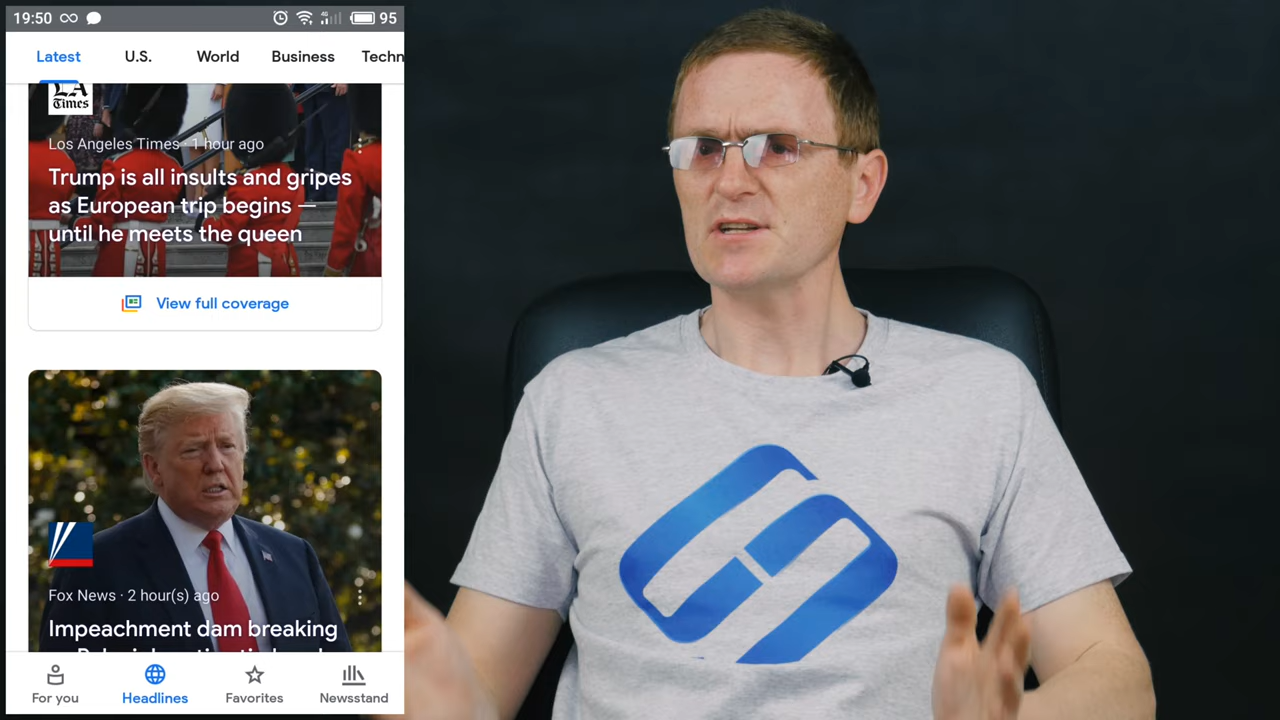 19:50
4G
95
Latest
U.S.
World
Business
Techn
LA
Times
Los Angeles Times · 1 hour ago
Trump is all insults and gripes
as European trip begins —
until he meets the queen
View full coverage
Fox News · 2 hour(s) ago
Impeachment dam breaking
For you
Headlines
Favorites
Newsstand